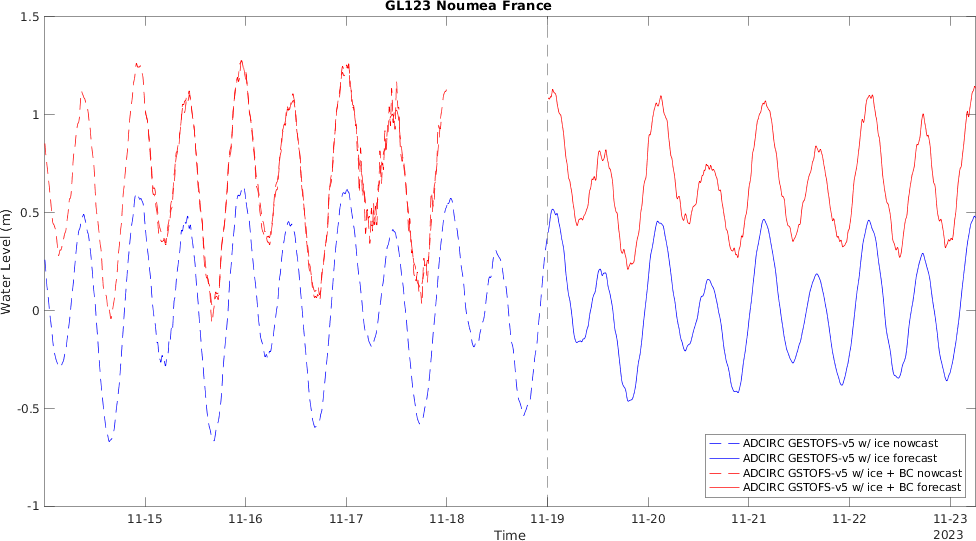 GL123 Noumea France
Water Level (m)
1.5
1
0.5
0
-0.5
-1
ADCIRC GESTOFS-v5 w/ ice nowcast
ADCIRC GESTOFS-v5 w/ ice forecast
ADCIRC GSTOFS-v5 w/ ice + BC nowcast
ADCIRC GSTOFS-v5 w/ ice + BC forecast
11-15 11-16 11-17 11-18 11-19 11-20 11-21 11-22 11-23
Time
2023